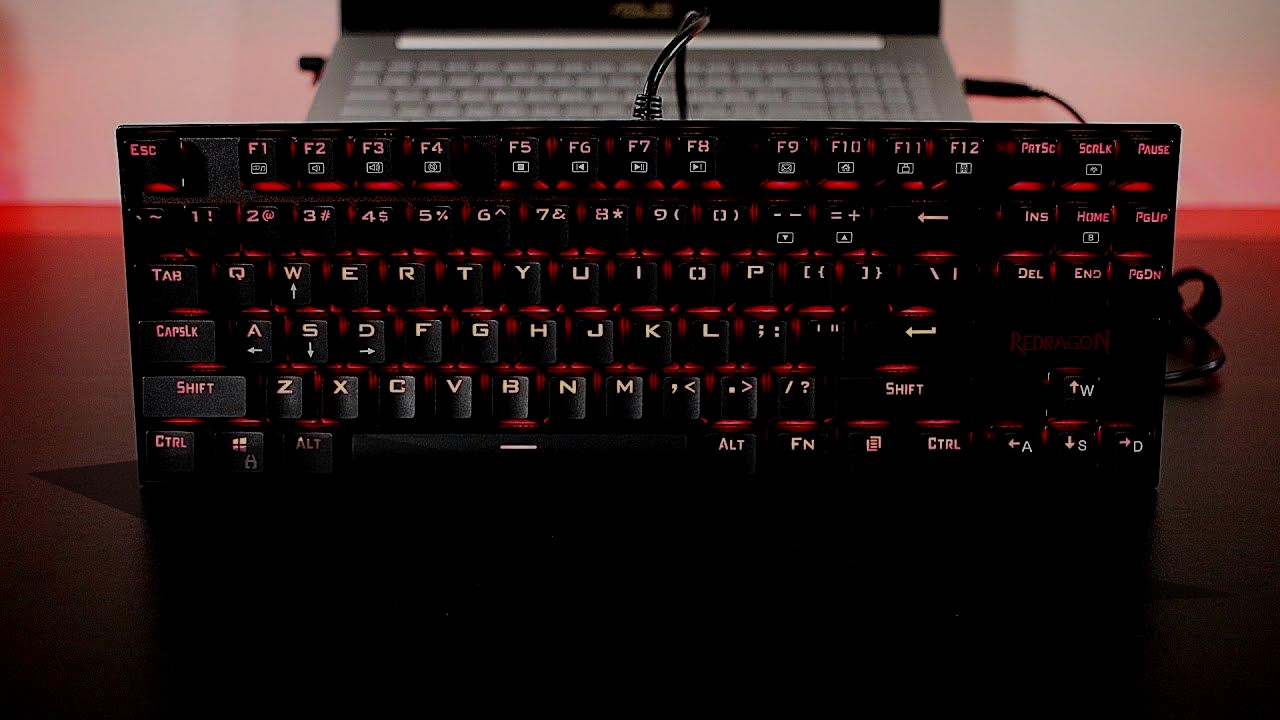 ASUS
Esc F1 F2 F3 F4 F5 F6 F7 F8 F9 F10 F11 F12 PrtSc ScrLk Pause
` ~ 1 ! 2 @ 3 # 4 $ 5 % 6 ^ 7 & 8 * 9 ( 0 ) - - = + ← Ins Home PgUp
S
Tab Q W E R T Y U I O P [ { ] } \ | Del End PgDn
CapsLk A S D F G H J K L ; : ' " REDRAGON
Shift Z X C V B N M , < . > / ? Shift ↑W
Ctrl Alt Alt Fn Ctrl ←A ↓S →D